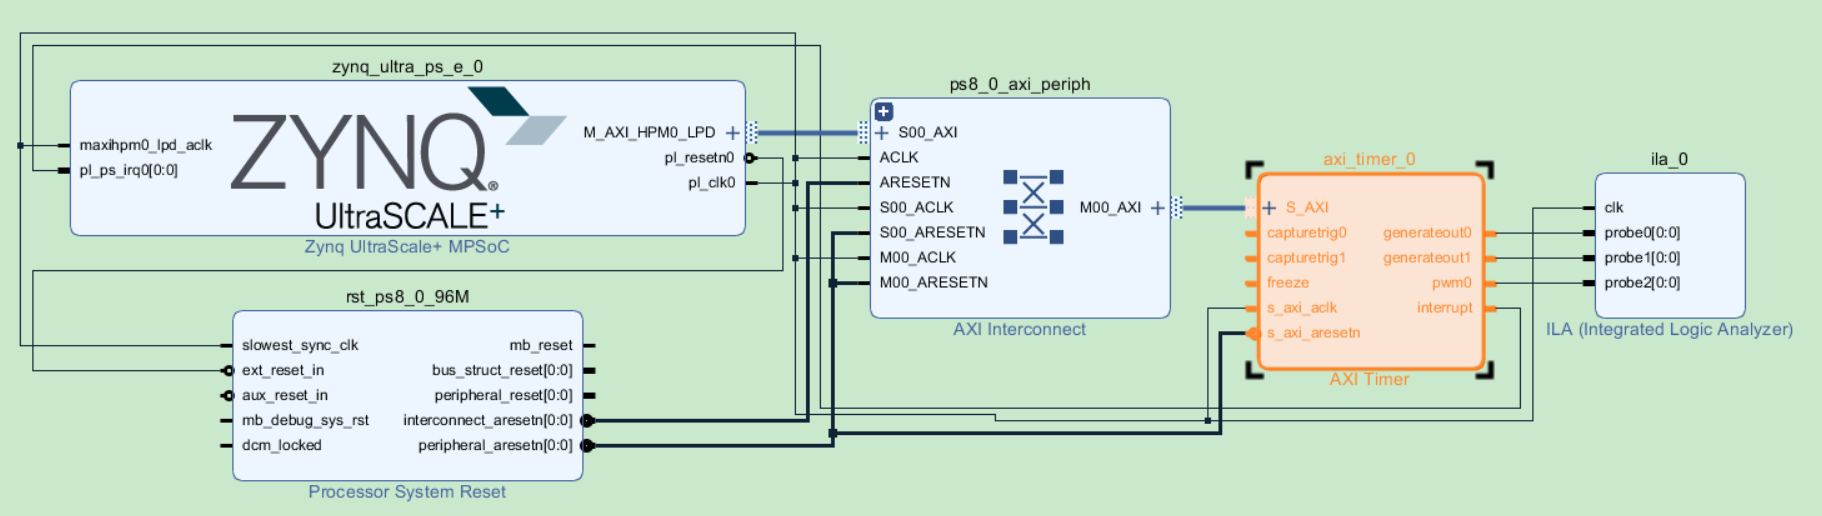 zynq_ultra_ps_e_0
maxihpm0_lpd_aclk
pl_ps_irq0[0:0]
ZYNQ®
UltraSCALE+
M_AXI_HPM0_LPD
pl_resetn0
pl_clk0
Zynq UltraScale+ MPSoC
rst_ps8_0_96M
slowest_sync_clk
ext_reset_in
aux_reset_in
mb_debug_sys_rst
dcm_locked
mb_reset
bus_struct_reset[0:0]
peripheral_reset[0:0]
interconnect_aresetn[0:0]
peripheral_aresetn[0:0]
Processor System Reset
ps8_0_axi_periph
S00_AXI
ACLK
ARESETN
S00_ACLK
S00_ARESETN
M00_ACLK
M00_ARESETN
M00_AXI
AXI Interconnect
axi_timer_0
S_AXI
capturetrig0
capturetrig1
freeze
s_axi_aclk
s_axi_aresetn
generateout0
generateout1
pwm0
interrupt
AXI Timer
ila_0
clk
probe0[0:0]
probe1[0:0]
probe2[0:0]
ILA (Integrated Logic Analyzer)